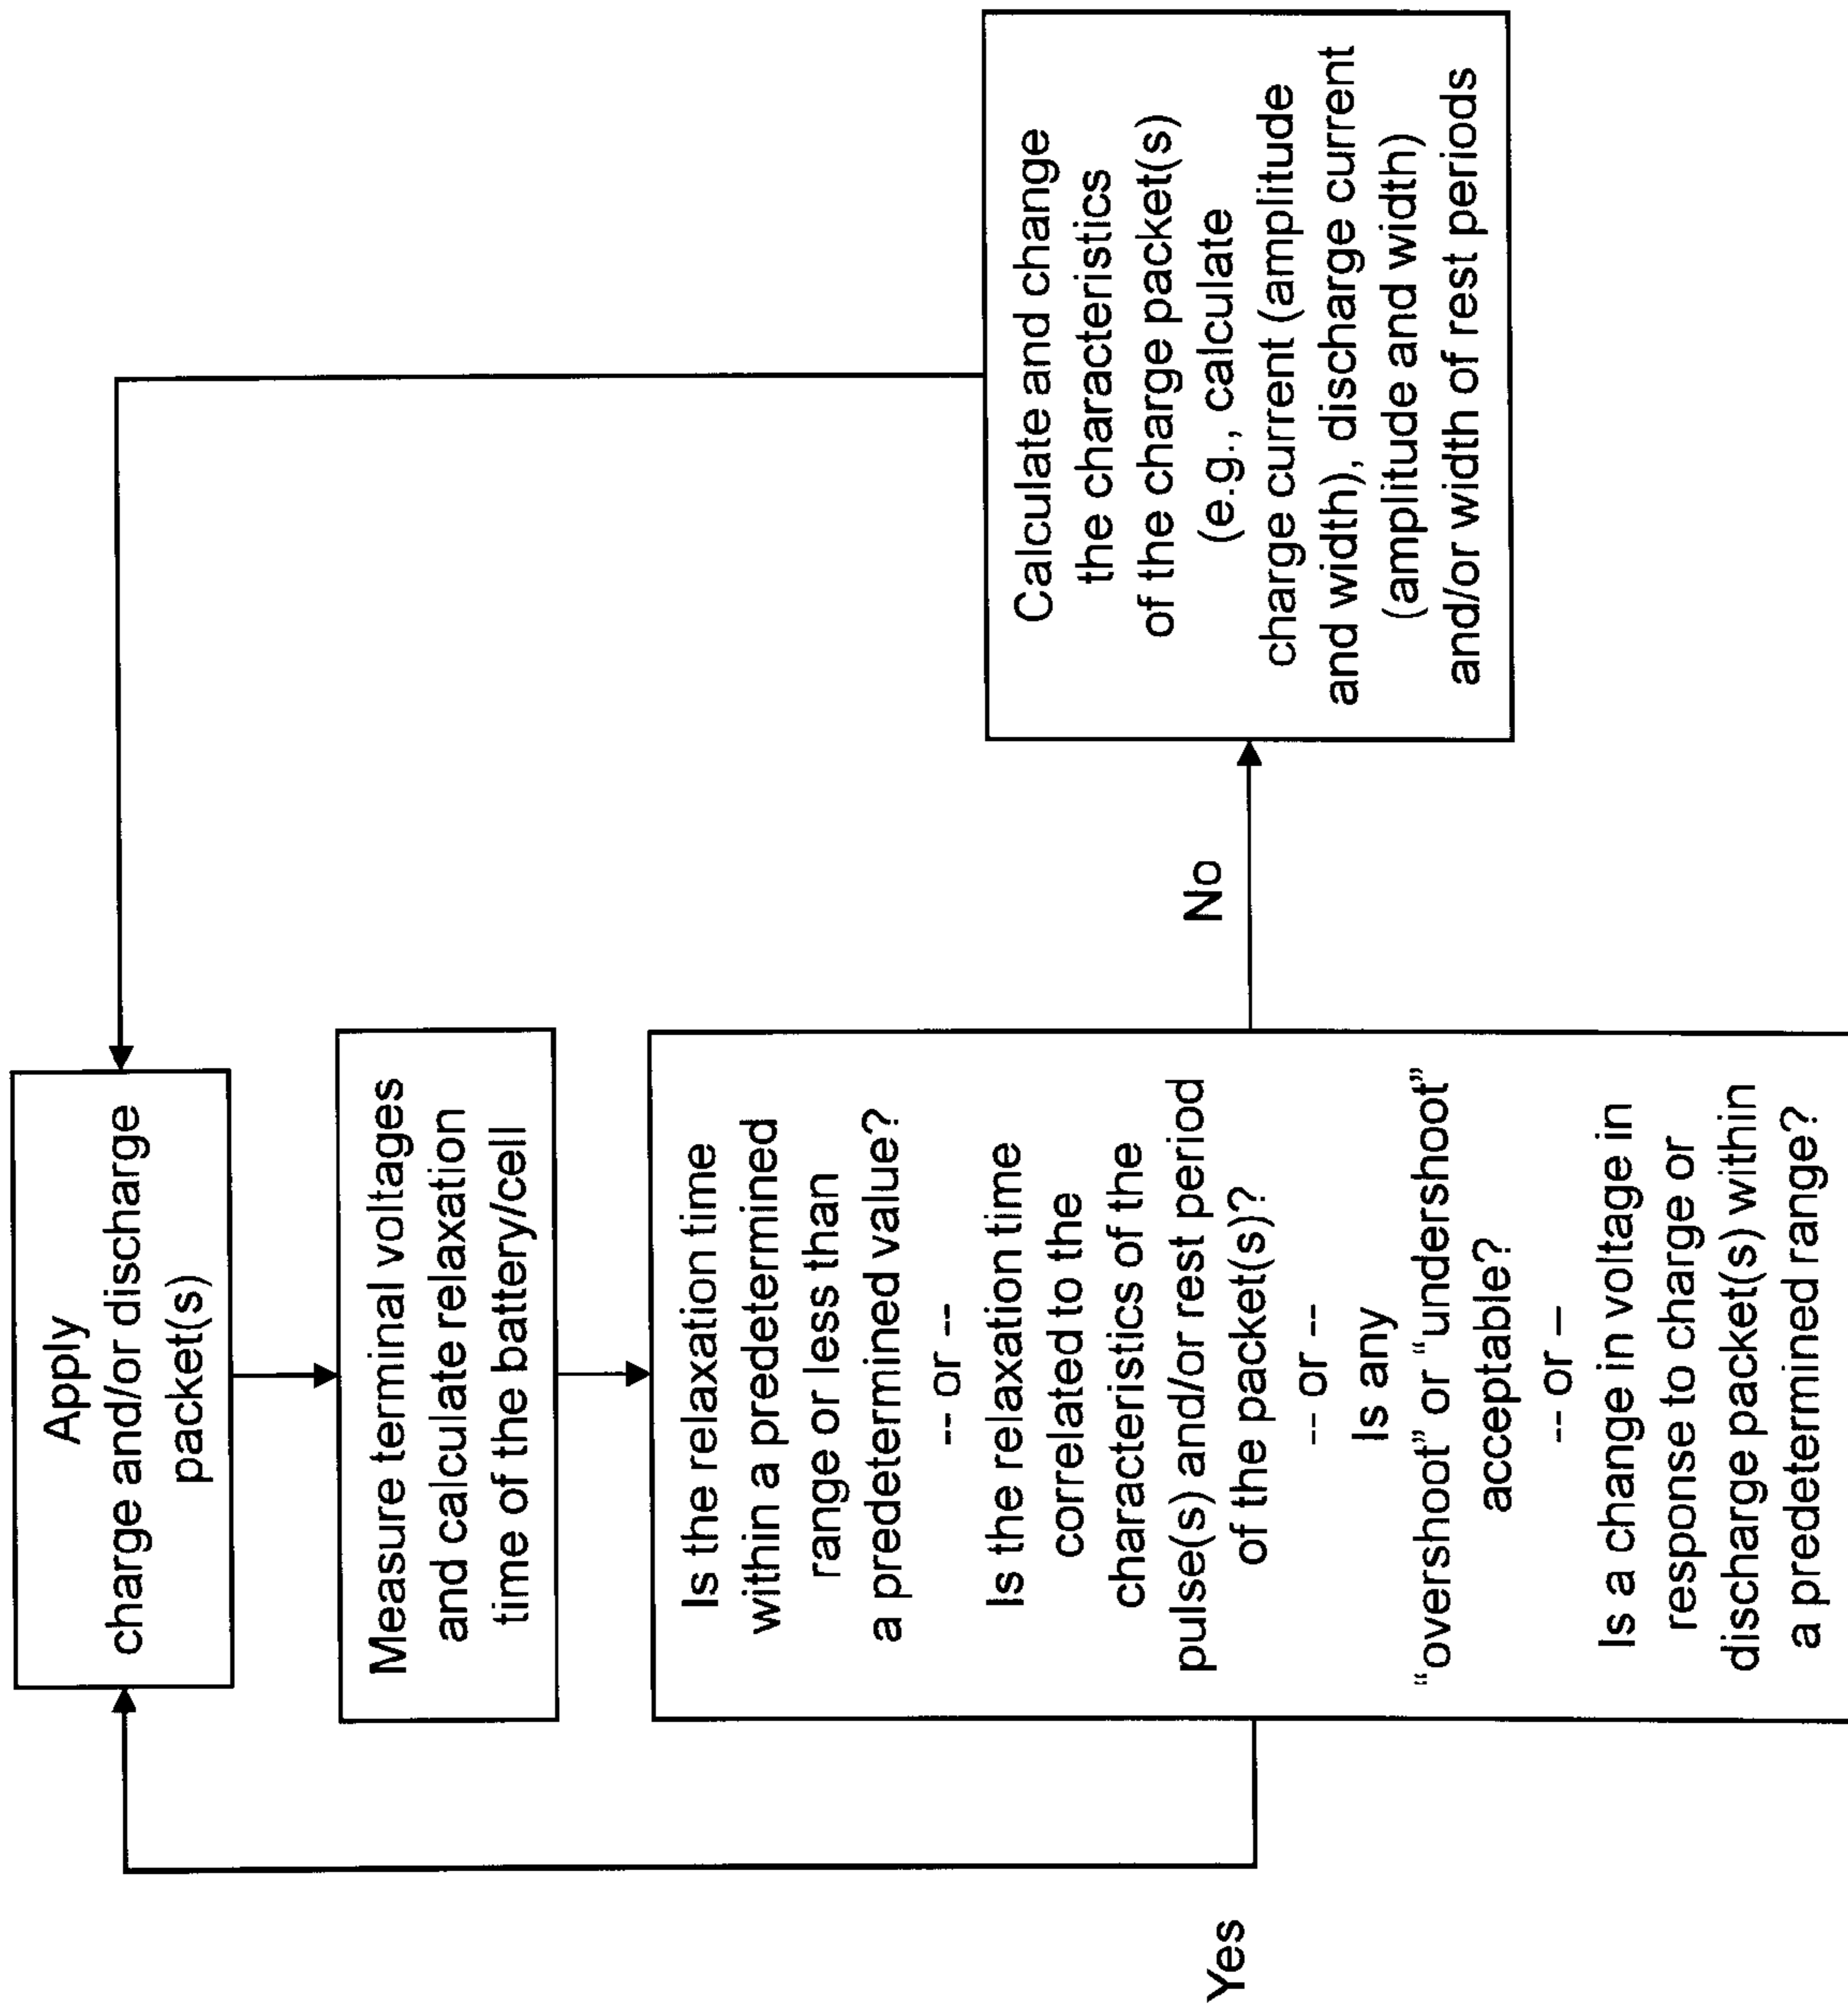 Apply
charge and/or discharge
packet(s)
Measure terminal voltages
and calculate relaxation
time of the battery/cell
Is the relaxation time
within a predetermined
range or less than
a predetermined value?
-- or --
Is the relaxation time
correlated to the
characteristics of the
pulse(s) and/or rest period
of the packet(s)?
-- or --
Is any
“overshoot” or “undershoot”
acceptable?
-- or –
Is a change in voltage in
response to charge or
discharge packet(s) within
a predetermined range?
Yes
No
Calculate and change
the characteristics
of the charge packet(s)
(e.g., calculate
charge current (amplitude
and width), discharge current
(amplitude and width)
and/or width of rest periods